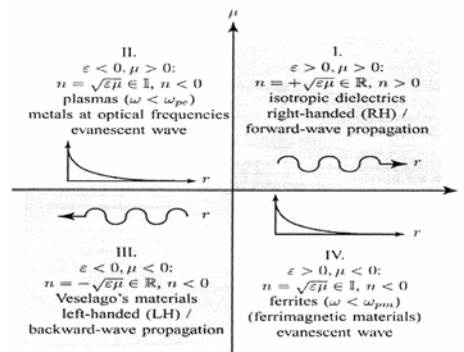 μ
II.
ε < 0, μ > 0:
n = √εμ ∈ 𝕀, n < 0
plasmas (ω < ωpe)
metals at optical frequencies
evanescent wave
r
I.
ε > 0, μ > 0:
n = +√εμ ∈ ℝ, n > 0
isotropic dielectrics
right-handed (RH) /
forward-wave propagation
r
r
III.
ε < 0, μ < 0:
n = −√εμ ∈ ℝ, n < 0
Veselago's materials
left-handed (LH) /
backward-wave propagation
r
IV.
ε > 0, μ < 0:
n = √εμ ∈ 𝕀, n < 0
ferrites (ω < ωpm)
(ferrimagnetic materials)
evanescent wave